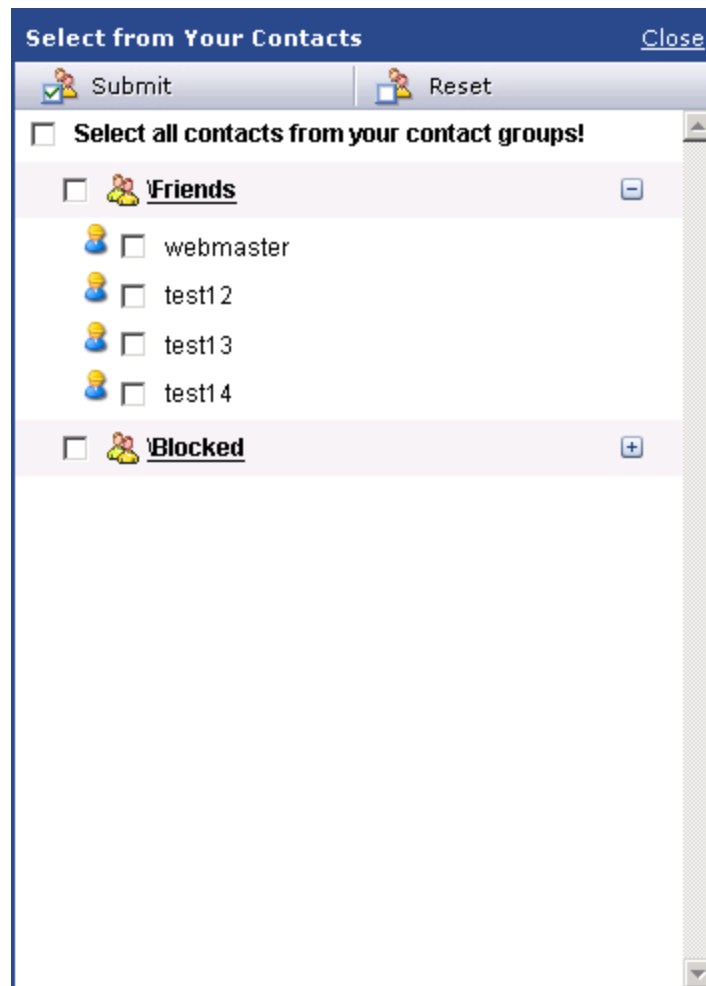 Select from Your Contacts Close
Submit Reset
Select all contacts from your contact groups!
\Friends
webmaster
test12
test13
test14
\Blocked